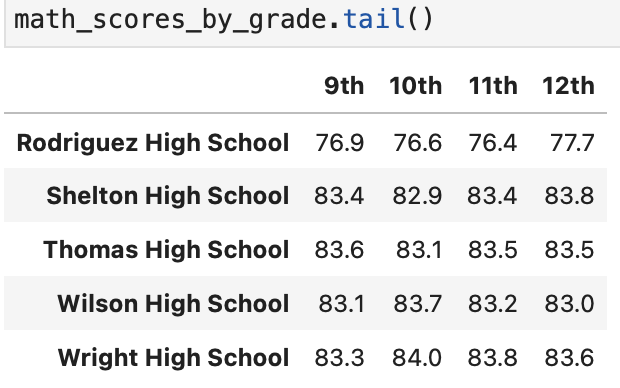 math_scores_by_grade.tail()
9th 10th 11th 12th
Rodriguez High School 76.9 76.6 76.4 77.7
Shelton High School 83.4 82.9 83.4 83.8
Thomas High School 83.6 83.1 83.5 83.5
Wilson High School 83.1 83.7 83.2 83.0
Wright High School 83.3 84.0 83.8 83.6